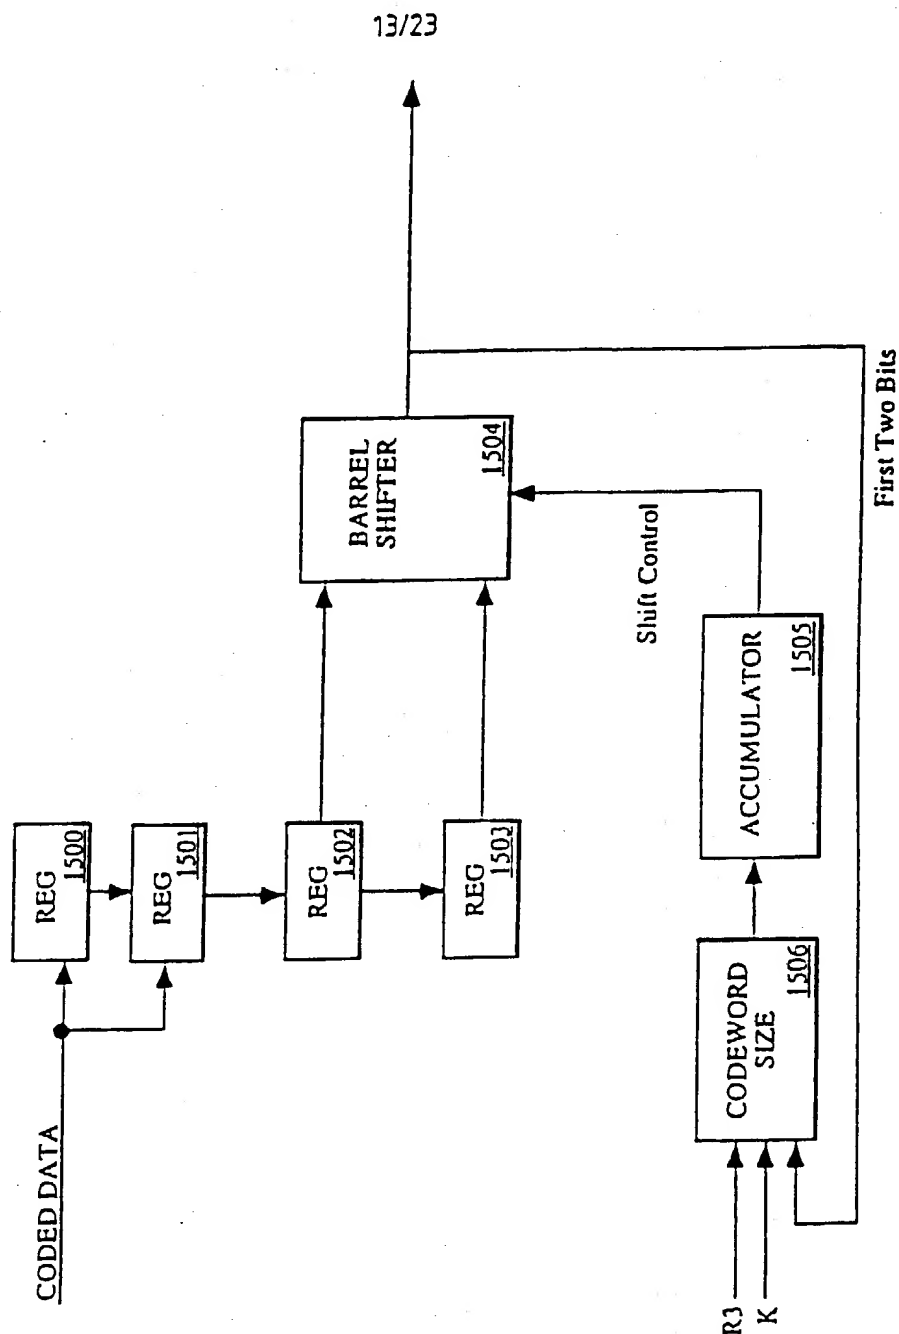 13/23
CODED DATA
REG
1500
REG
1501
REG
1502
REG
1503
BARREL
SHIFTER
1504
Shift Control
ACCUMULATOR
1505
CODEWORD
SIZE
1506
R3
K
First Two Bits